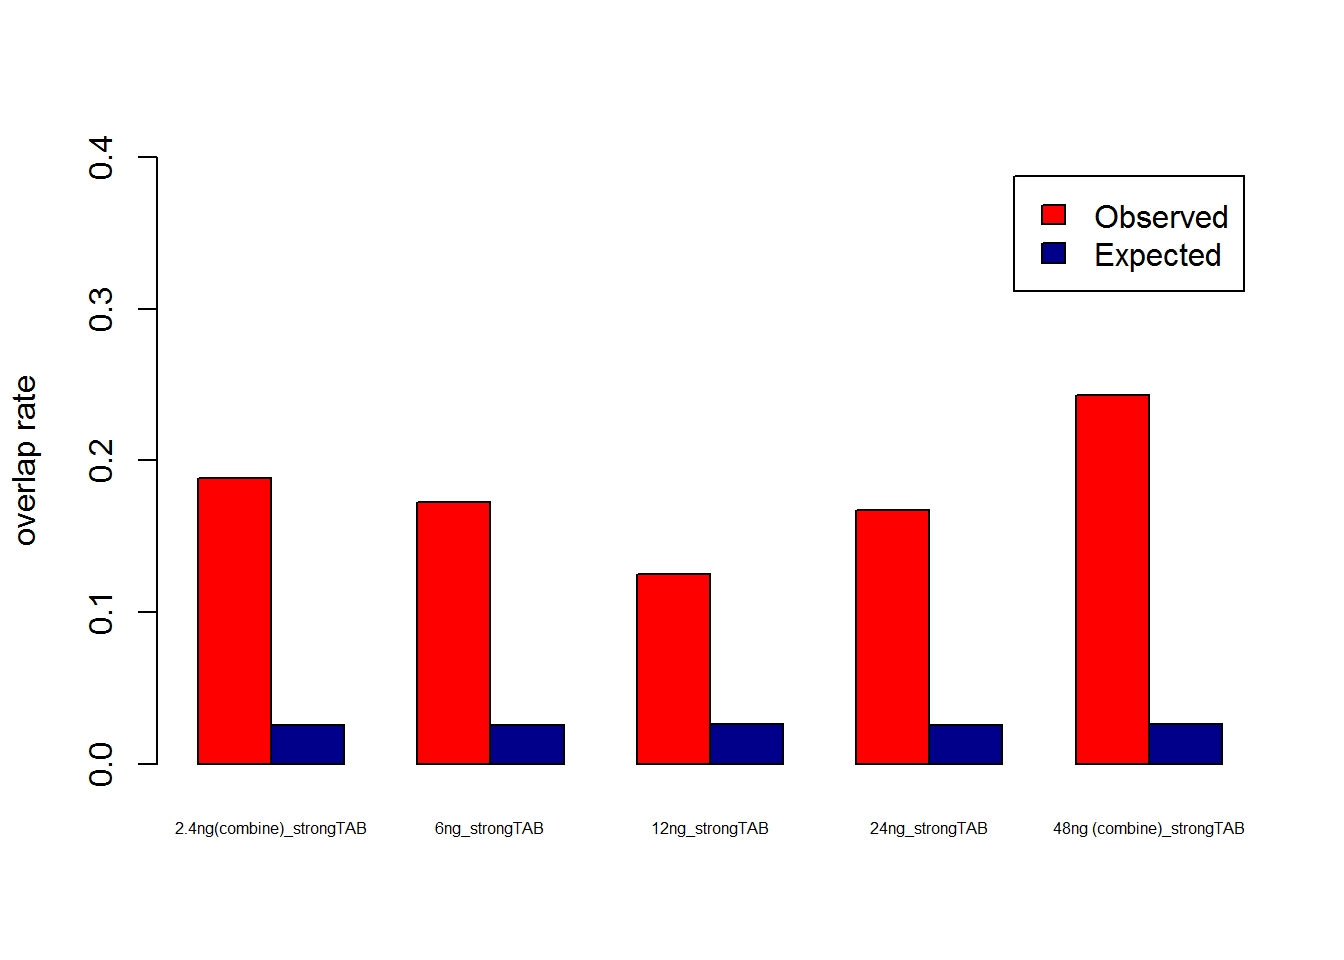 0.4
0.3
0.2
0.1
0.0
overlap rate
Observed
Expected
2.4ng(combine)_strongTAB
6ng_strongTAB
12ng_strongTAB
24ng_strongTAB
48ng (combine)_strongTAB